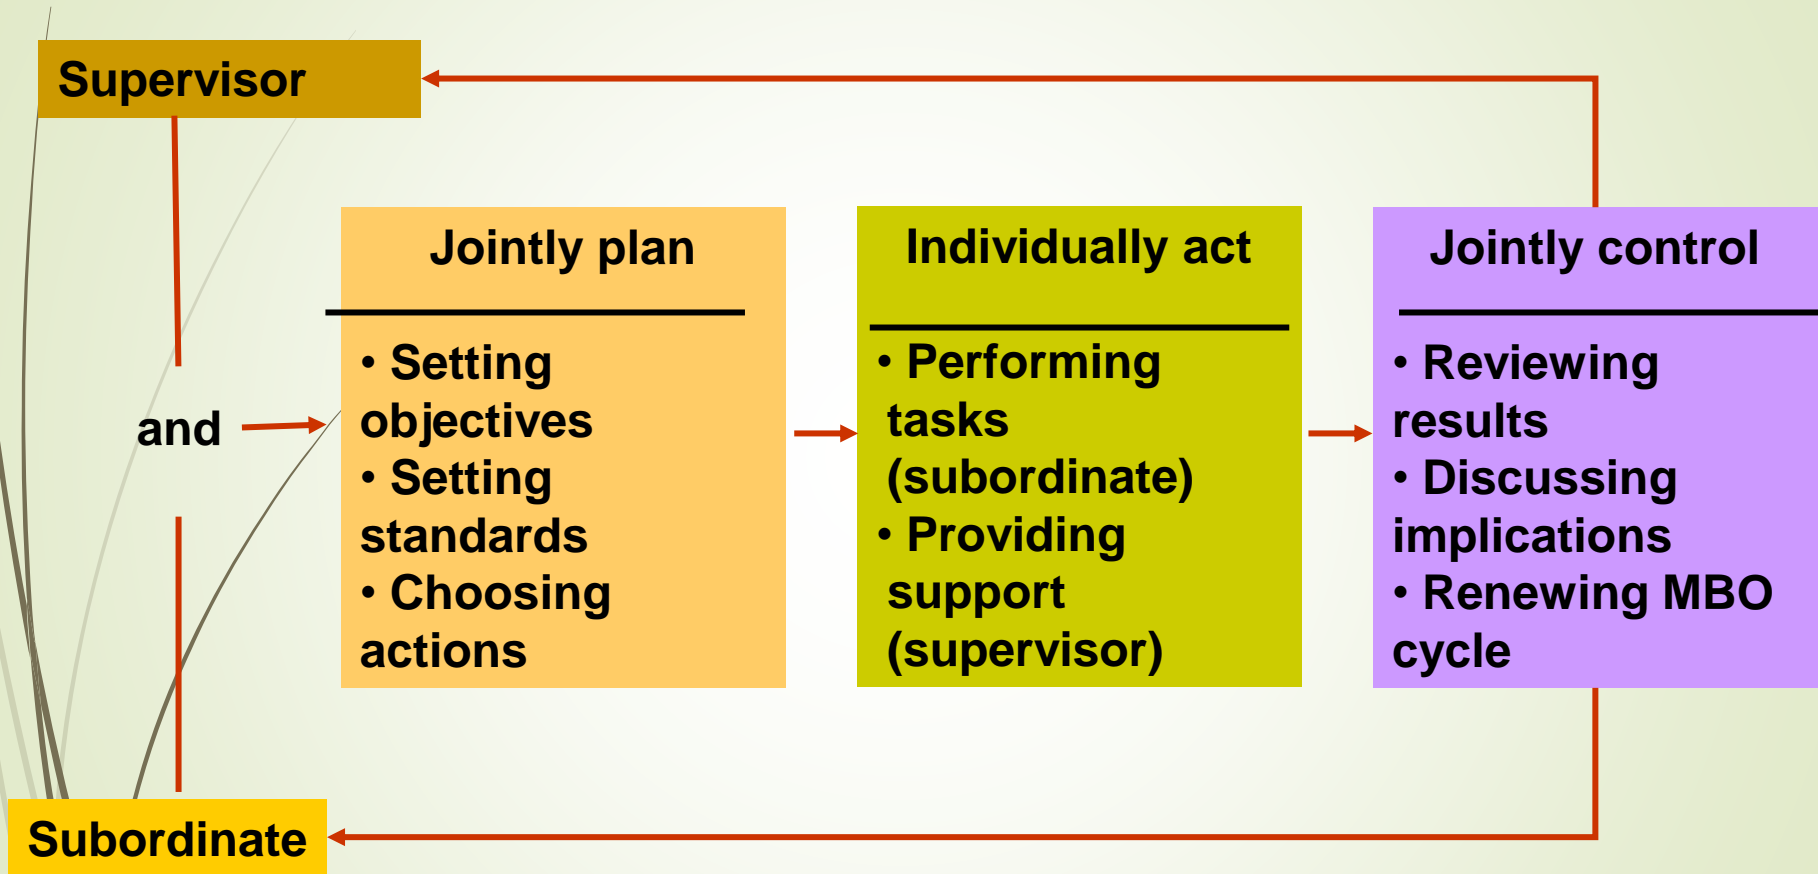 Supervisor
Jointly plan
• Setting
objectives
• Setting
standards
• Choosing
actions
Individually act
• Performing
tasks
(subordinate)
• Providing
support
(supervisor)
Jointly control
• Reviewing
results
• Discussing
implications
• Renewing MBO
cycle
and
Subordinate